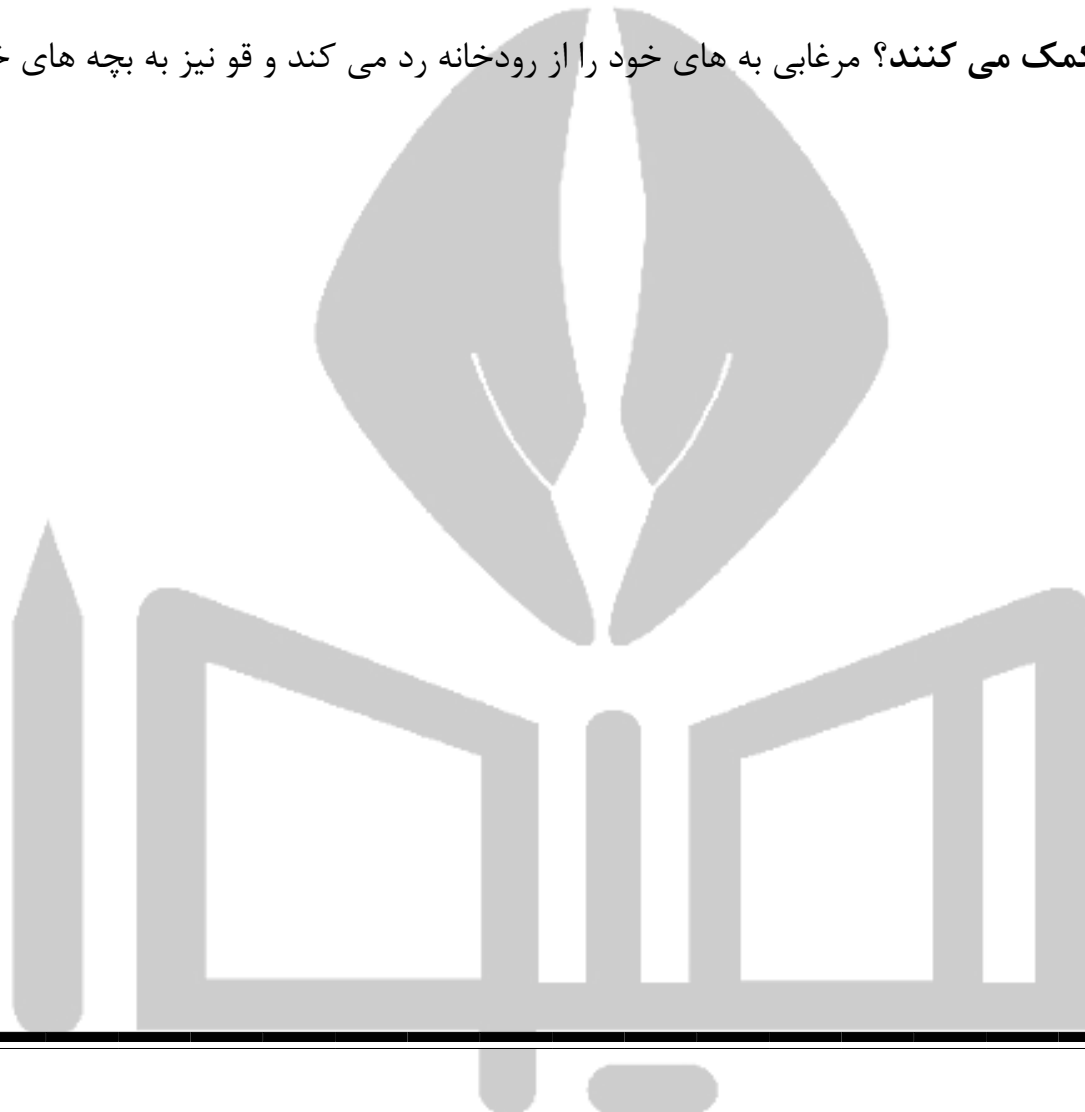 کمک می کنند؟ مرغابی به های خود را از رودخانه رد می کند و قو نیز به بچه های